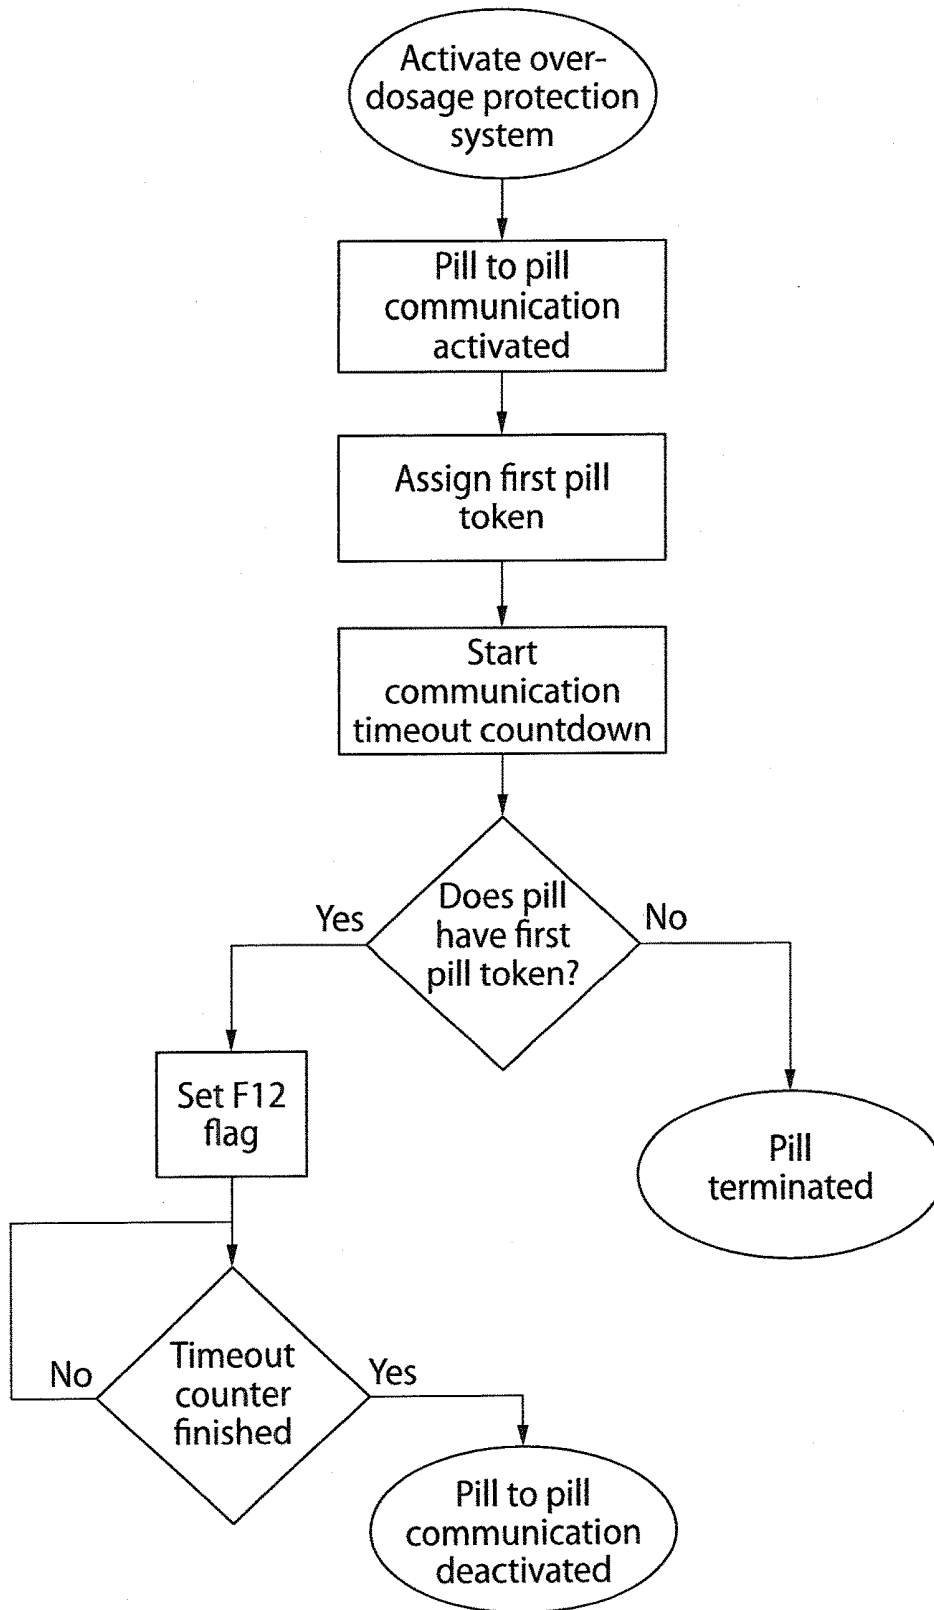 Activate over-
dosage protection
system
Pill to pill
communication
activated
Assign first pill
token
Start
communication
timeout countdown
Does pill
have first
pill token?
Yes
No
Set F12
flag
Pill
terminated
Timeout
counter
finished
No
Yes
Pill to pill
communication
deactivated